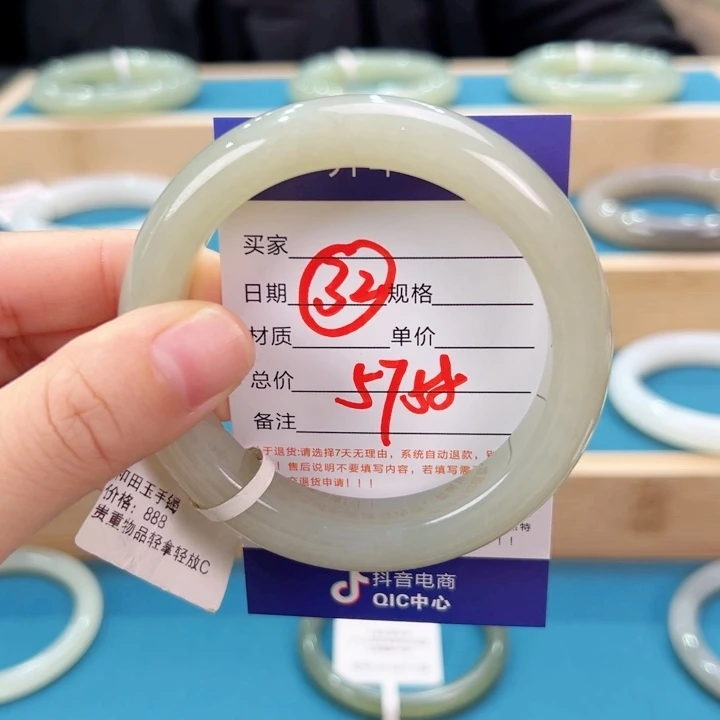 买家
日期 32 规格
材质 单价
总价
5758
备注
于退货:请选择7天无理由，系统自动退款，
！售后说明不要填写内容，若填写需
退货申请！！！
抖音电商
QIC中心
和田玉手镯
价格：888
贵重物品轻拿轻放C